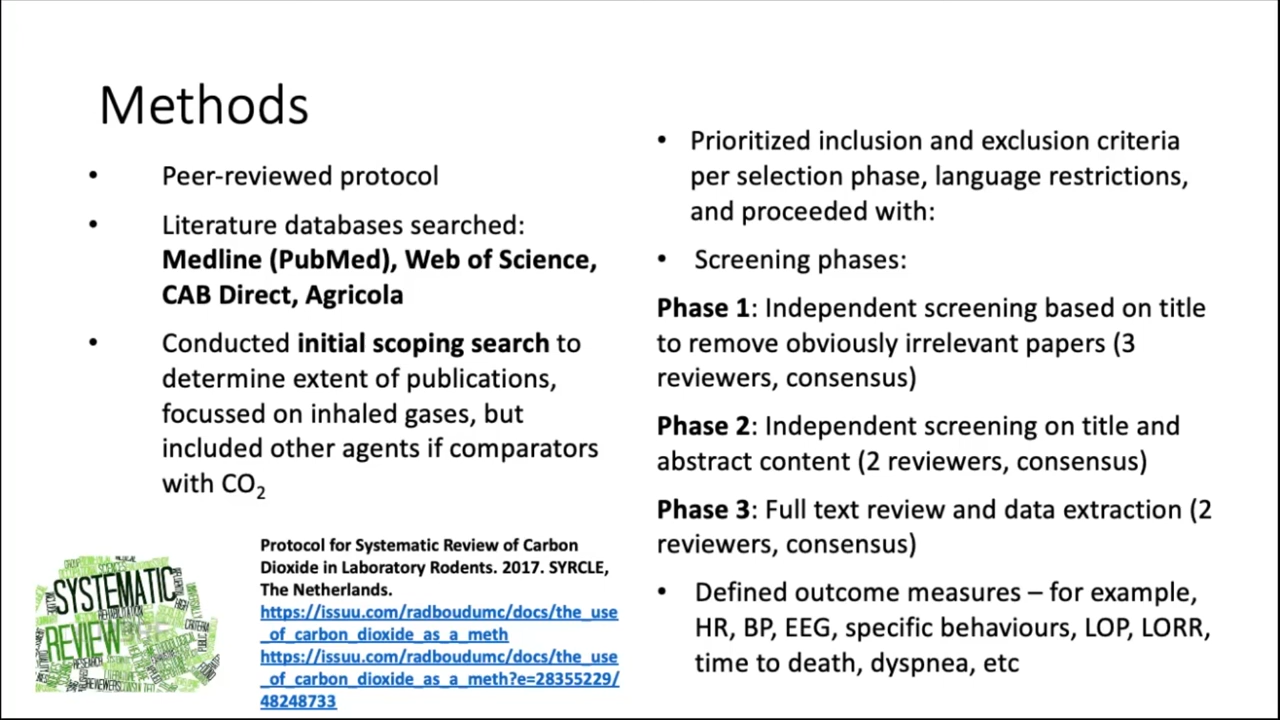 Methods
• Peer-reviewed protocol
• Literature databases searched:
Medline (PubMed), Web of Science,
CAB Direct, Agricola
• Conducted initial scoping search to
determine extent of publications,
focussed on inhaled gases, but
included other agents if comparators
with CO₂
SYSTEMATIC
REVIEW
Protocol for Systematic Review of Carbon
Dioxide in Laboratory Rodents. 2017. SYRCLE,
The Netherlands.
https://issuu.com/radboudumc/docs/the_use
_of_carbon_dioxide_as_a_meth
https://issuu.com/radboudumc/docs/the_use
_of_carbon_dioxide_as_a_meth?e=28355229/
48248733
• Prioritized inclusion and exclusion criteria
per selection phase, language restrictions,
and proceeded with:
• Screening phases:
Phase 1: Independent screening based on title
to remove obviously irrelevant papers (3
reviewers, consensus)
Phase 2: Independent screening on title and
abstract content (2 reviewers, consensus)
Phase 3: Full text review and data extraction (2
reviewers, consensus)
• Defined outcome measures – for example,
HR, BP, EEG, specific behaviours, LOP, LORR,
time to death, dyspnea, etc